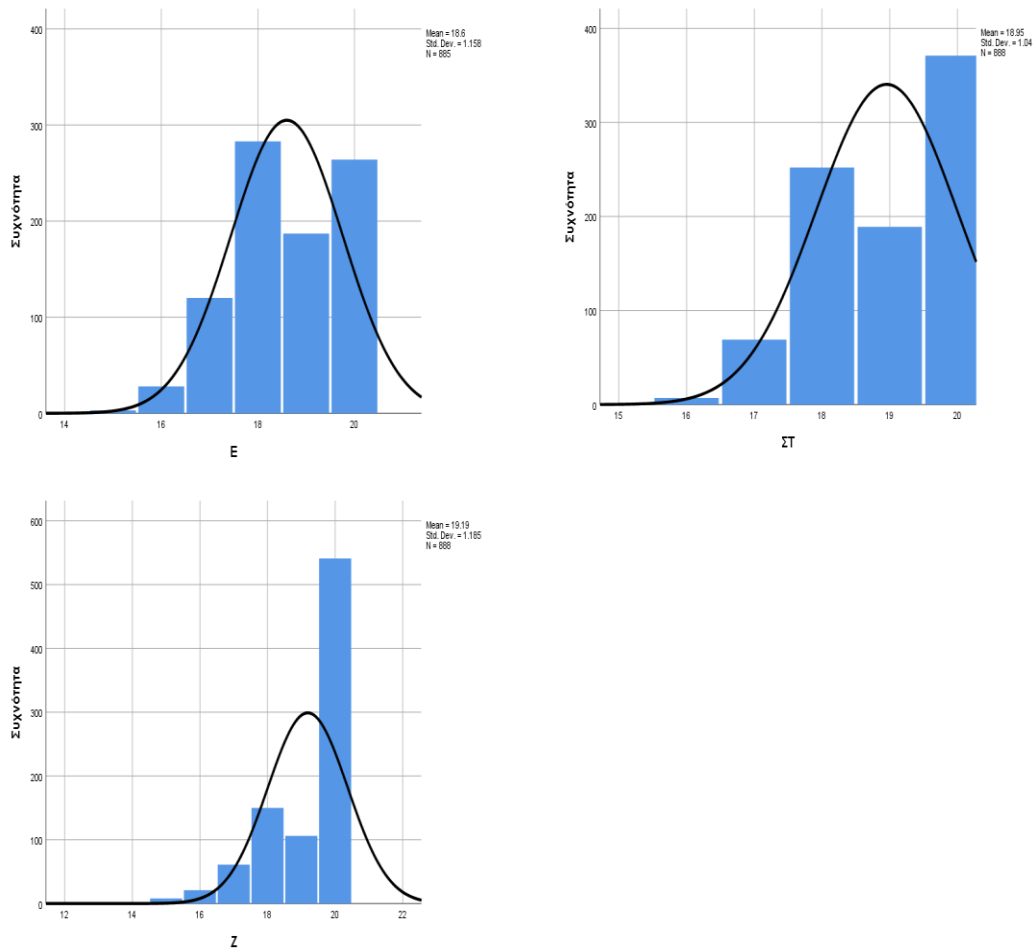 400
300
200
100
0
Συχνότητα
14
16
18
20
E
Mean = 18.6
Std. Dev. = 1.158
N = 885
400
300
200
100
0
Συχνότητα
15
16
17
18
19
20
ΣΤ
Mean = 18.95
Std. Dev. = 1.04
N = 888
600
500
400
300
200
100
0
Συχνότητα
12
14
16
18
20
22
Z
Mean = 19.19
Std. Dev. = 1.185
N = 888